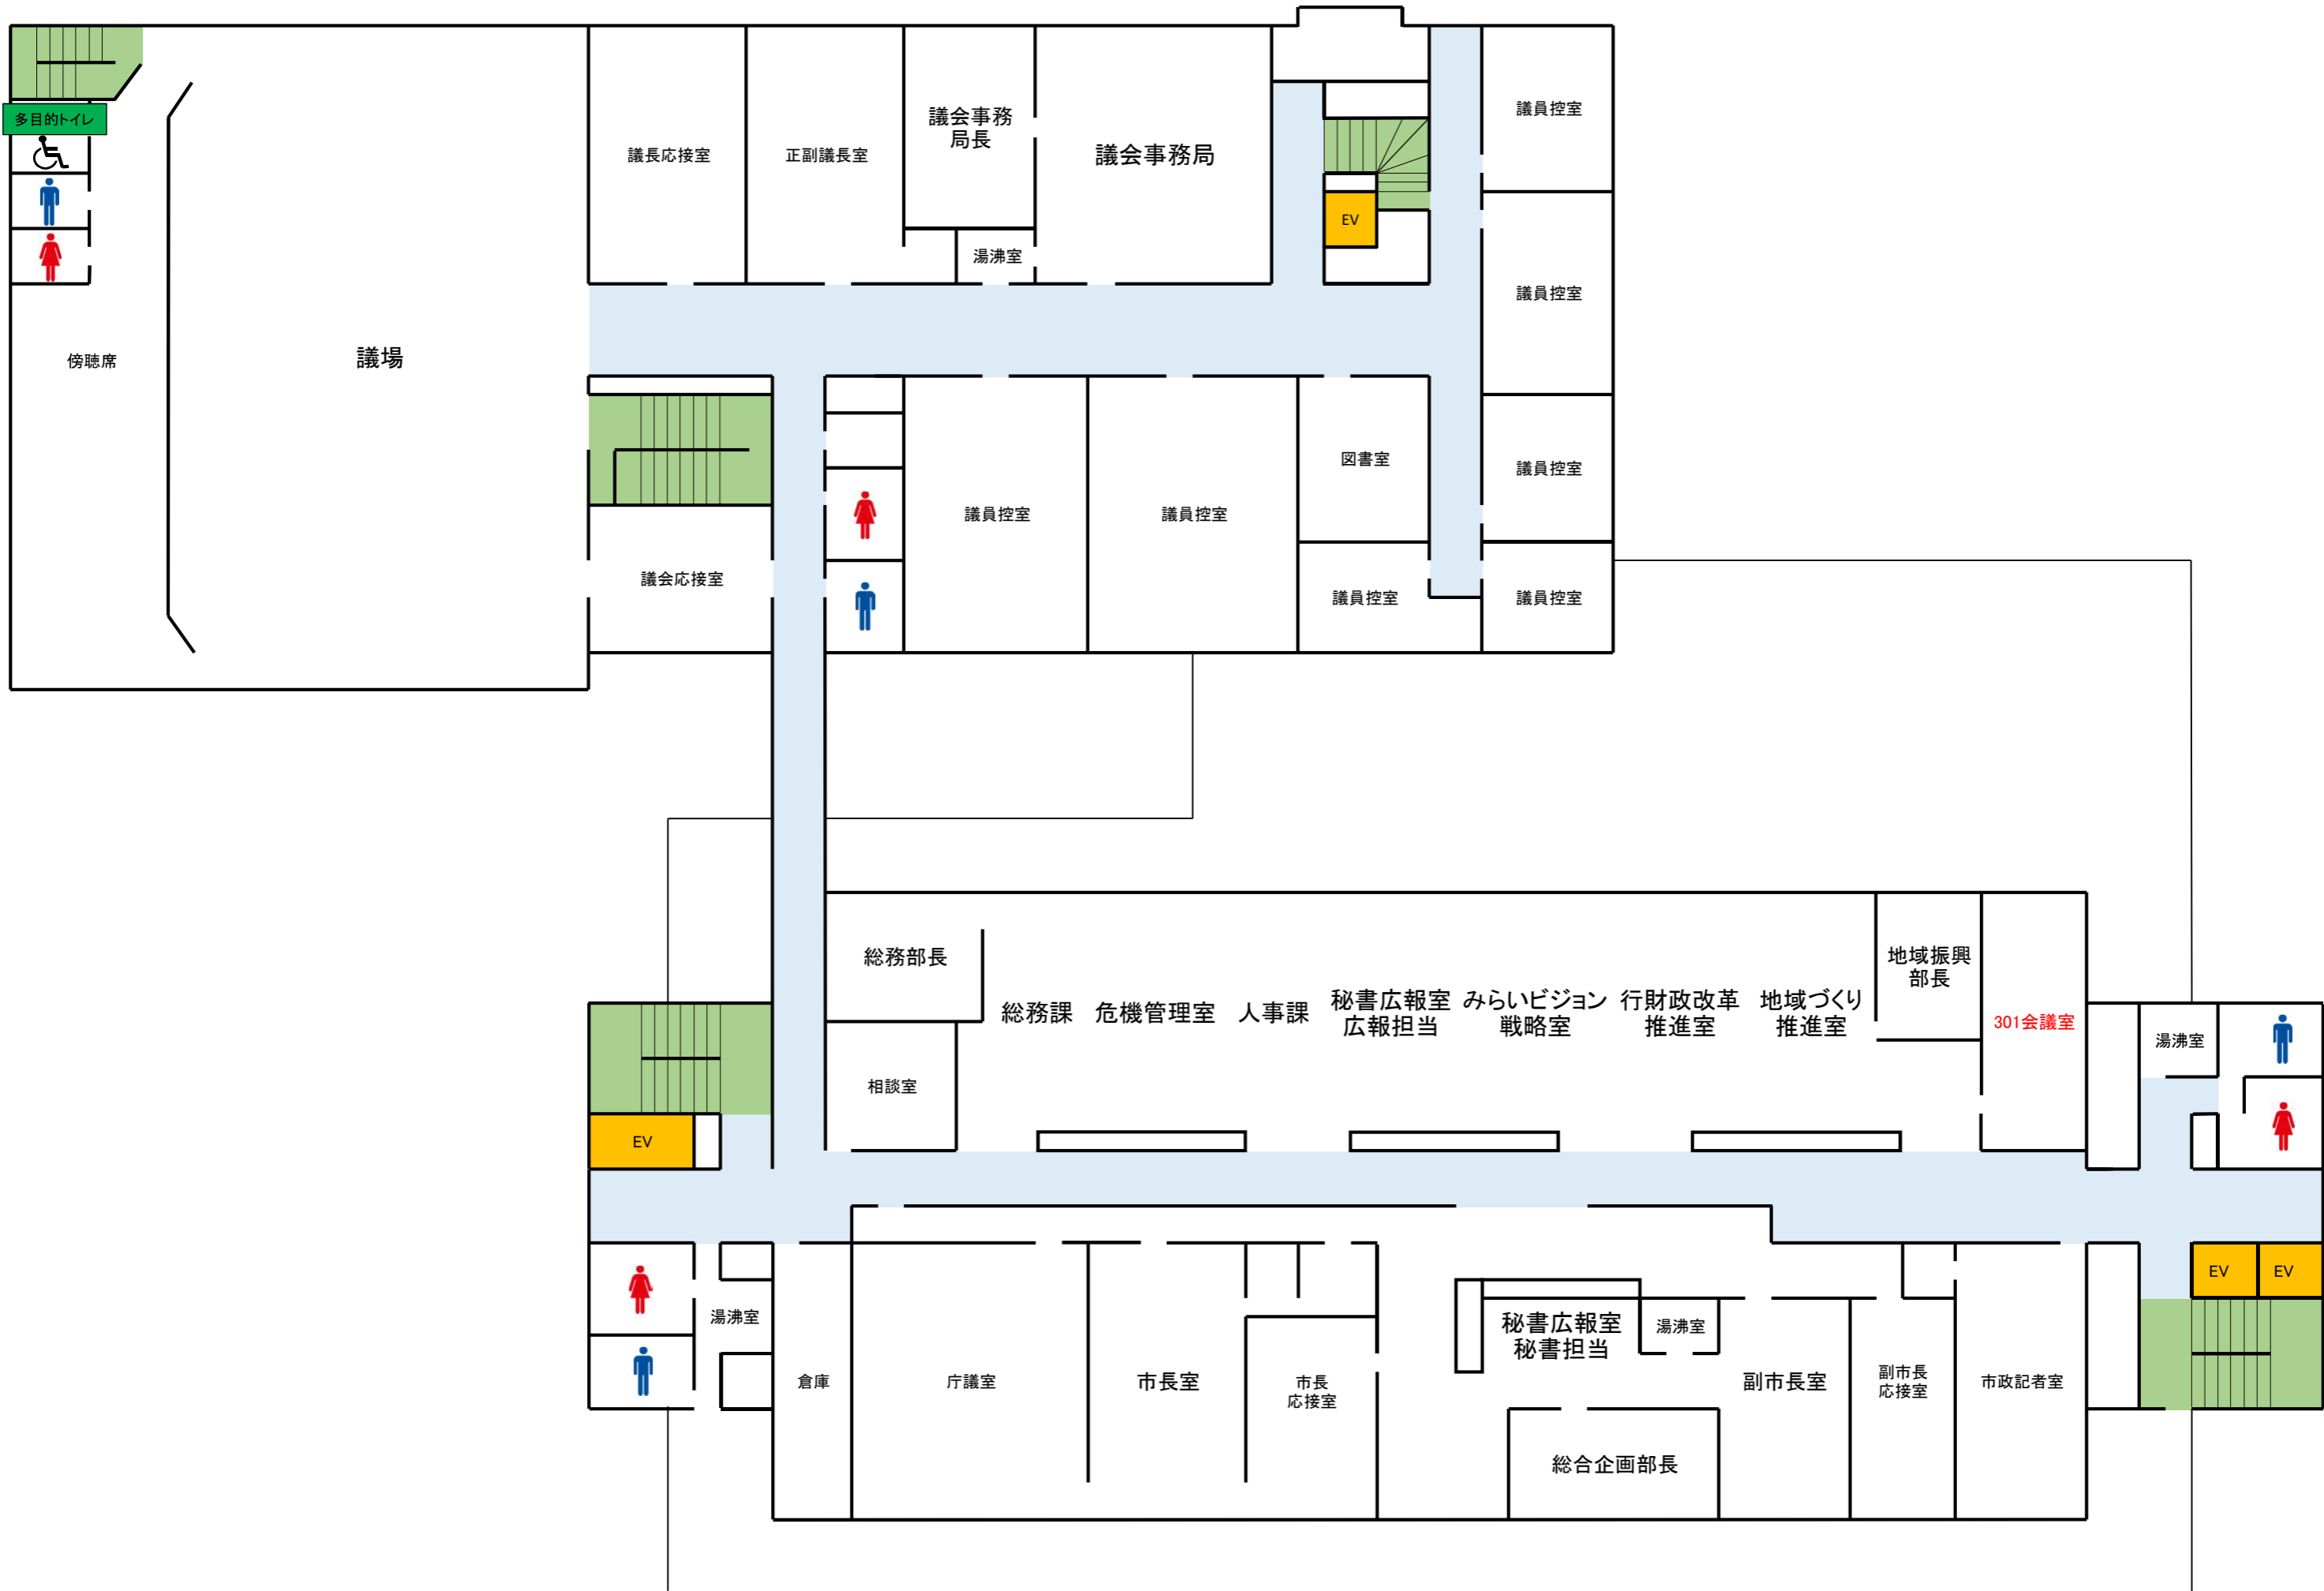 多目的トイレ
傍聴席
議場
議長応接室
正副議長室
議会事務
局長
湯沸室
議会事務局
EV
議員控室
議員控室
議員控室
議員控室
議会応接室
議員控室
議員控室
図書室
議員控室
総務部長
相談室
総務課
危機管理室
人事課
秘書広報室
広報担当
みらいビジョン
戦略室
行財政改革
推進室
地域づくり
推進室
地域振興
部長
301会議室
湯沸室
EV
湯沸室
倉庫
庁議室
市長室
市長
応接室
秘書広報室
秘書担当
湯沸室
総合企画部長
副市長室
副市長
応接室
市政記者室
EV
EV